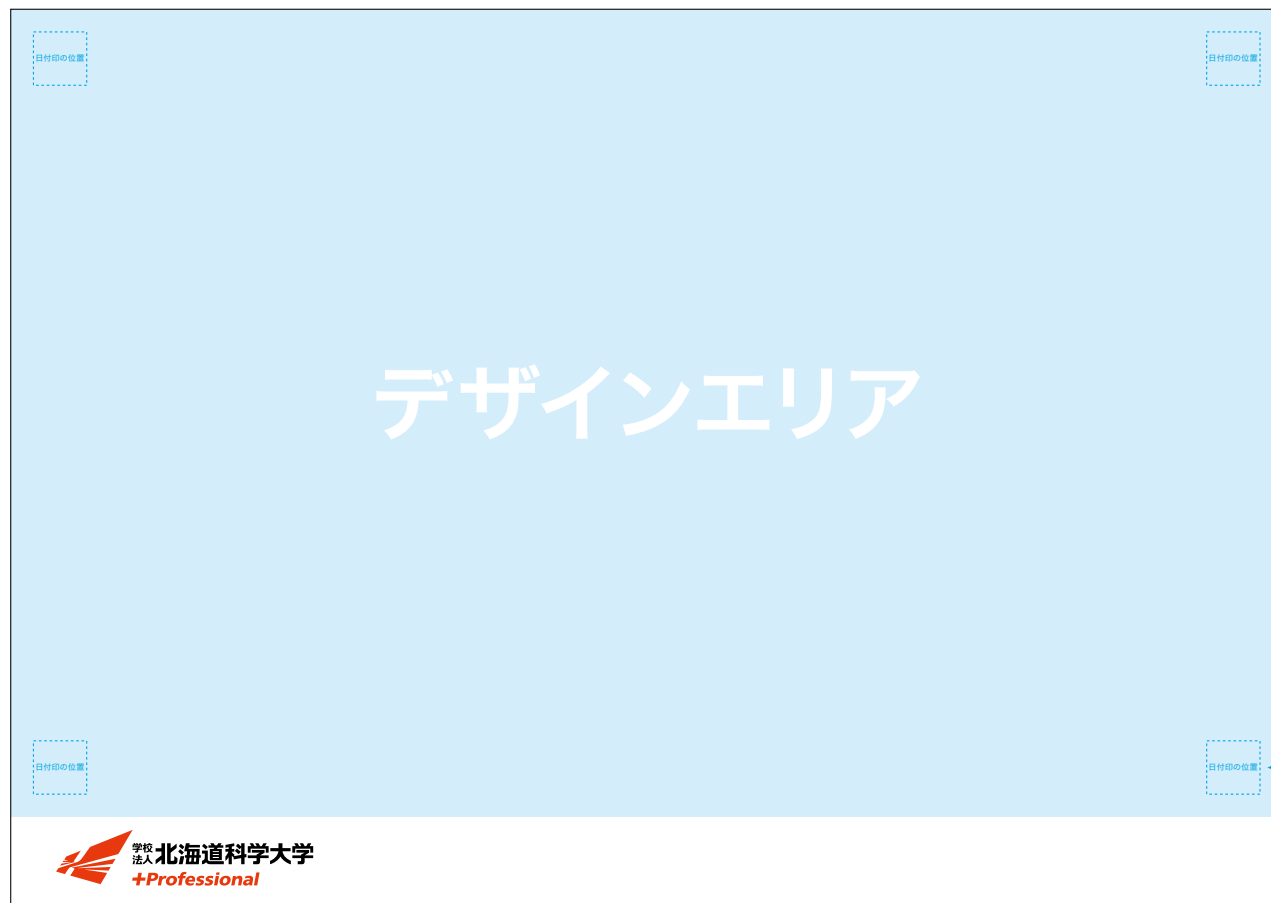 日付印の位置
日付印の位置
デザインエリア
日付印の位置
日付印の位置
学校法人 北海道科学大学
+Professional